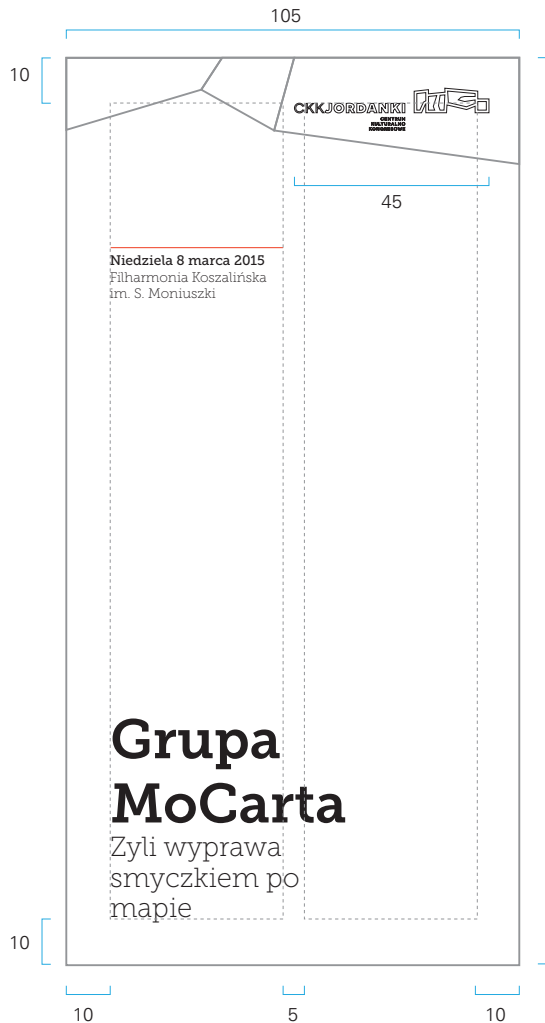 105
10
CKKJORDANKI
CENTRUM
KULTURALNO
KONGRESOWE
45
Niedziela 8 marca 2015
Filharmonia Koszalińska
im. S. Moniuszki
Grupa
MoCarta
Zyli wyprawa
smyczkiem po
mapie
10
10
5
10